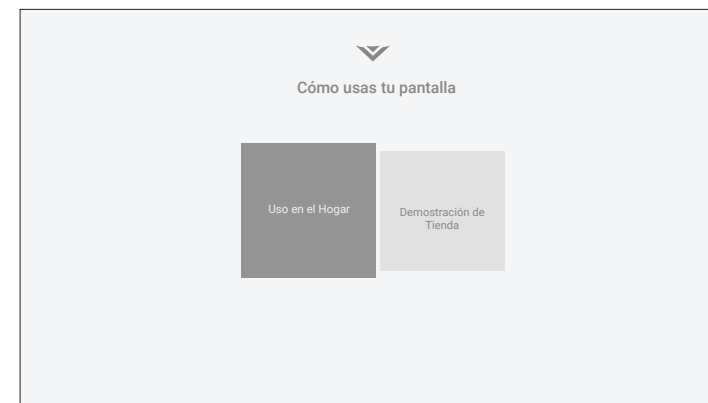 Cómo usas tu pantalla
Uso en el Hogar
Demostración de
Tienda